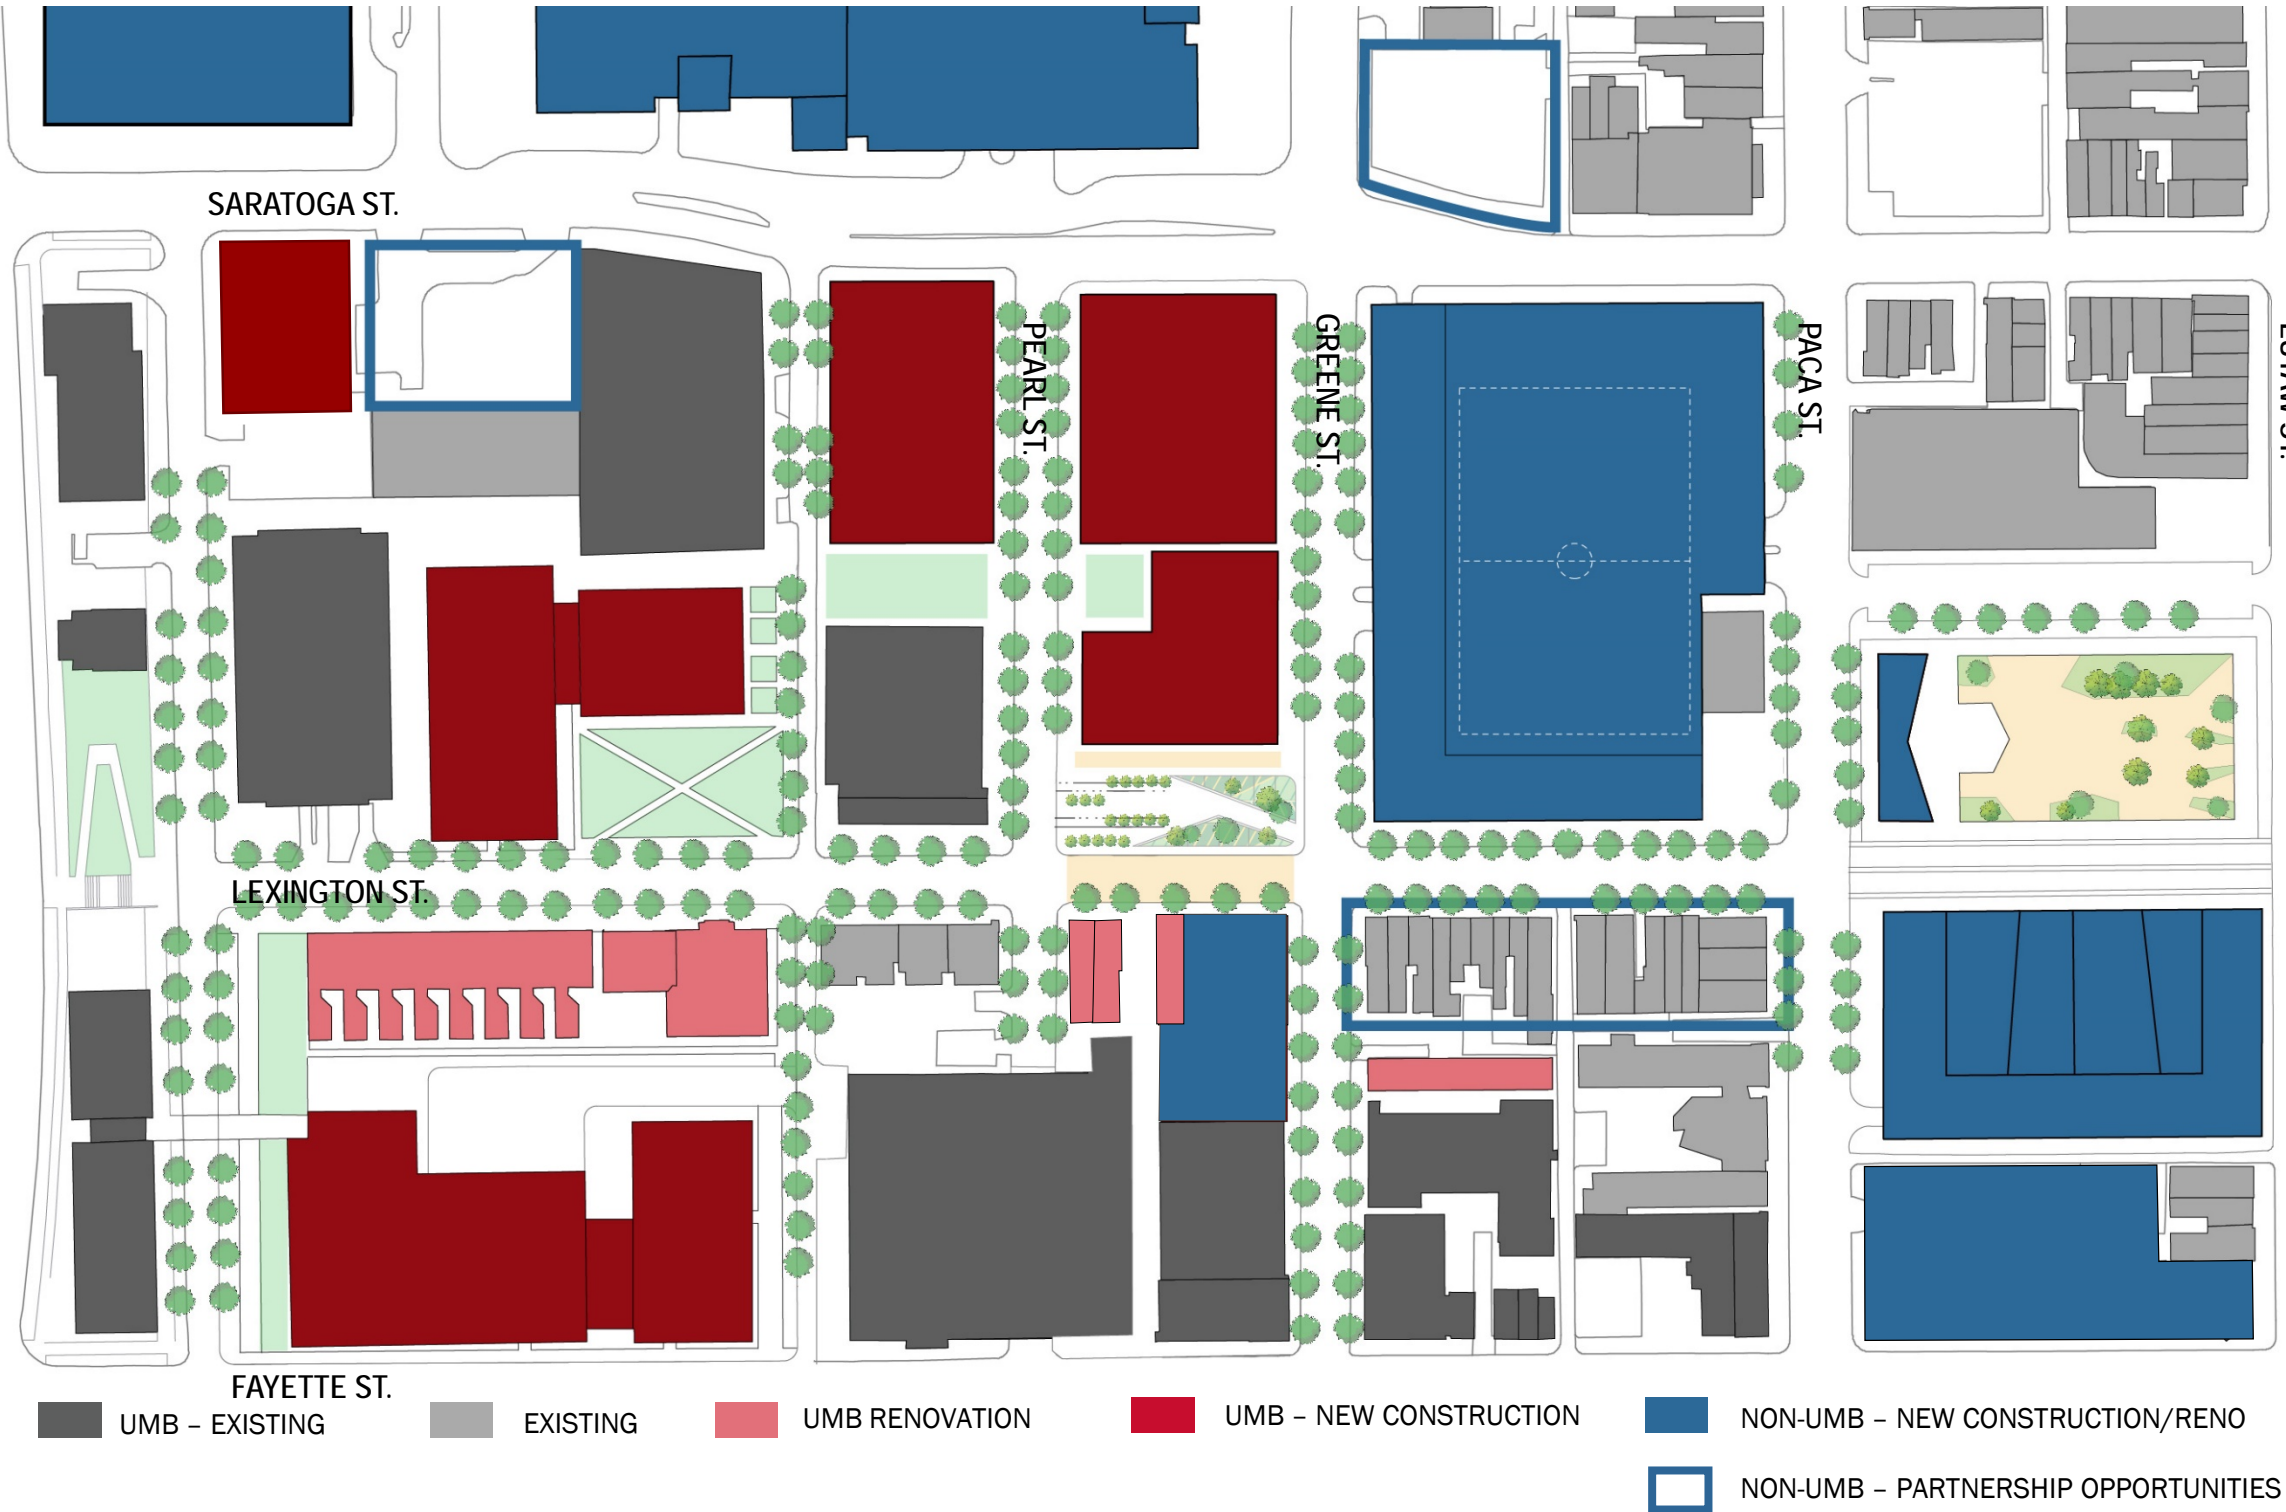 SARATOGA ST.
PEARL ST.
GREENE ST.
PACA ST.
LEXINGTON ST.
FAYETTE ST.
UMB – EXISTING
EXISTING
UMB RENOVATION
UMB – NEW CONSTRUCTION
NON-UMB – NEW CONSTRUCTION/RENO
NON-UMB – PARTNERSHIP OPPORTUNITIES